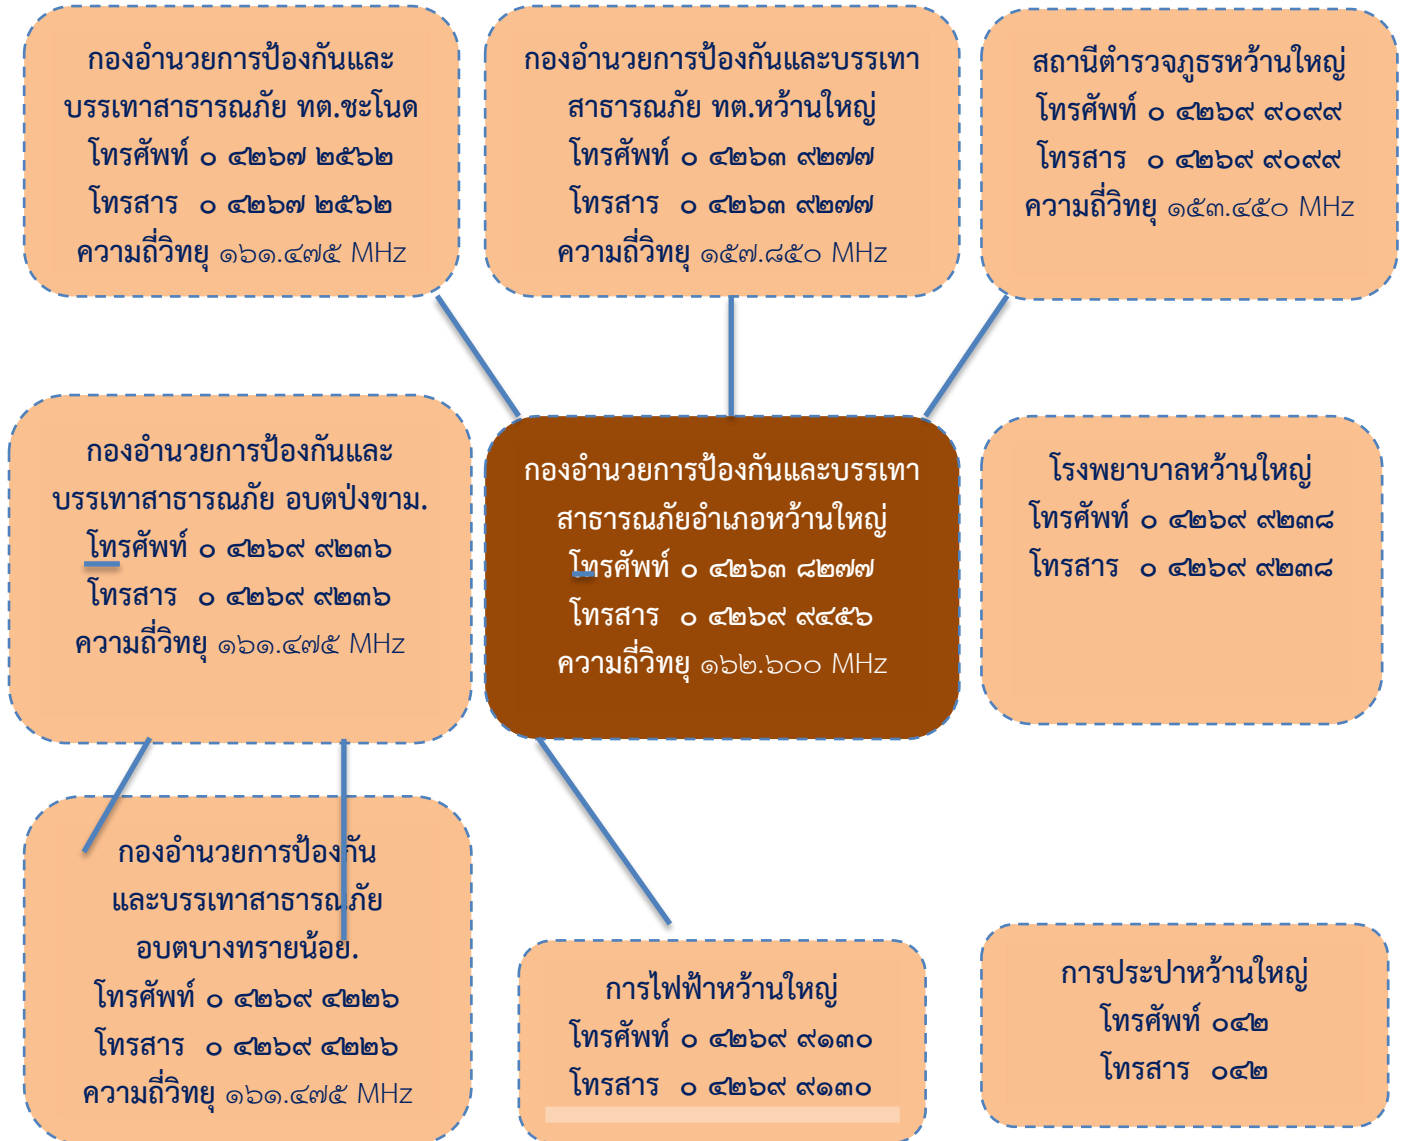 กองอำนวยการป้องกันและ
บรรเทาสาธารณภัย ทต.ชะโนด
โทรศัพท์ ๐ ๔๒๖๗ ๒๕๖๒
โทรสาร ๐ ๔๒๖๗ ๒๕๖๒
ความถี่วิทยุ ๑๖๑.๔๗๕ MHz
กองอำนวยการป้องกันและบรรเทา
สาธารณภัย ทต.หว้านใหญ่
โทรศัพท์ ๐ ๔๒๖๓ ๙๒๗๗
โทรสาร ๐ ๔๒๖๓ ๙๒๗๗
ความถี่วิทยุ ๑๕๗.๘๕๐ MHz
สถานีตำรวจภูธรหว้านใหญ่
โทรศัพท์ ๐ ๔๒๖๙ ๙๐๙๙
โทรสาร ๐ ๔๒๖๙ ๙๐๙๙
ความถี่วิทยุ ๑๕๓.๔๕๐ MHz
กองอำนวยการป้องกันและ
บรรเทาสาธารณภัย อบตป่งขาม.
โทรศัพท์ ๐ ๔๒๖๙ ๙๒๓๖
โทรสาร ๐ ๔๒๖๙ ๙๒๓๖
ความถี่วิทยุ ๑๖๑.๔๗๕ MHz
กองอำนวยการป้องกันและบรรเทา
สาธารณภัยอำเภอหว้านใหญ่
โทรศัพท์ ๐ ๔๒๖๓ ๘๒๗๗
โทรสาร ๐ ๔๒๖๙ ๙๔๕๖
ความถี่วิทยุ ๑๖๒.๖๐๐ MHz
โรงพยาบาลหว้านใหญ่
โทรศัพท์ ๐ ๔๒๖๙ ๙๒๓๘
โทรสาร ๐ ๔๒๖๙ ๙๒๓๘
กองอำนวยการป้องกัน
และบรรเทาสาธารณภัย
อบตบางทรายน้อย.
โทรศัพท์ ๐ ๔๒๖๙ ๔๒๒๖
โทรสาร ๐ ๔๒๖๙ ๔๒๒๖
ความถี่วิทยุ ๑๖๑.๔๗๕ MHz
การไฟฟ้าหว้านใหญ่
โทรศัพท์ ๐ ๔๒๖๙ ๙๑๓๐
โทรสาร ๐ ๔๒๖๙ ๙๑๓๐
การประปาหว้านใหญ่
โทรศัพท์ ๐๔๒
โทรสาร ๐๔๒